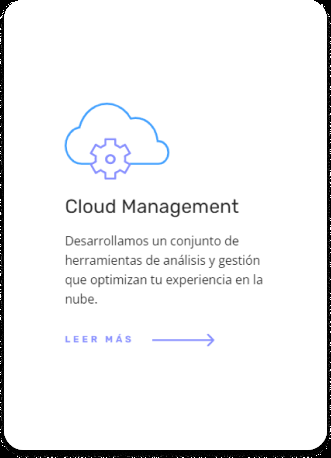 Cloud Management
Desarrollamos un conjunto de
herramientas de análisis y gestión
que optimizan tu experiencia en la
nube.
LEER MÁS